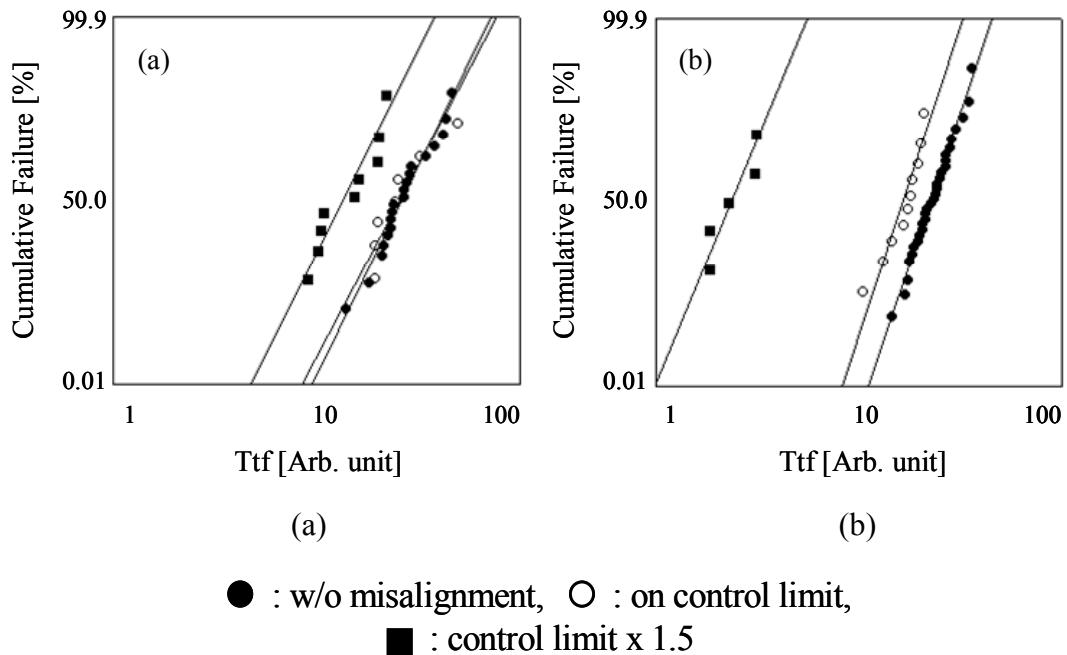 99.9
(a)
50.0
0.01
1
10
100
Cumulative Failure [%]
Ttf [Arb. unit]
(a)
99.9
(b)
50.0
0.01
1
10
100
Cumulative Failure [%]
Ttf [Arb. unit]
(b)
● : w/o misalignment, ○ : on control limit,
■ : control limit x 1.5